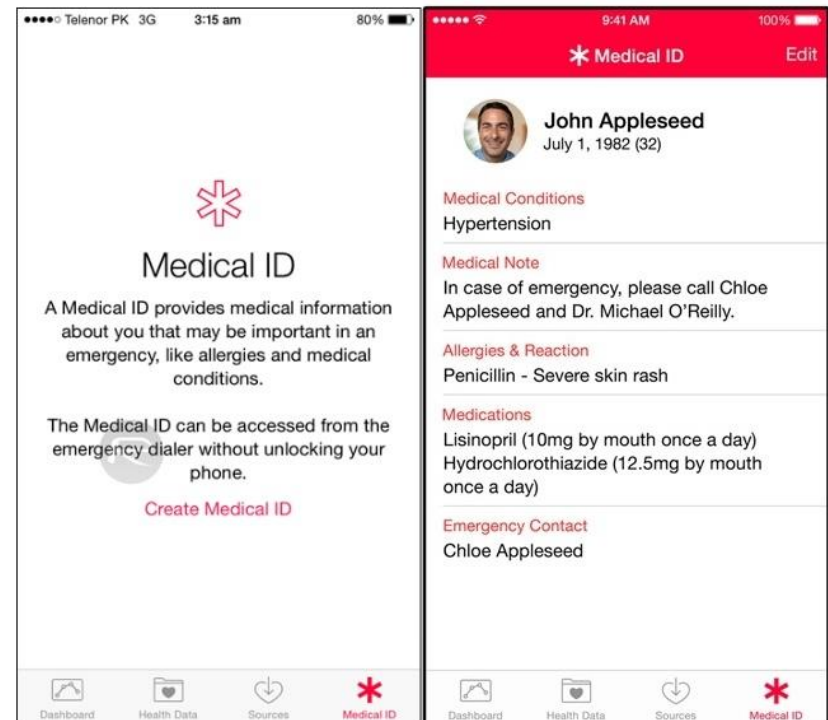 Telenor PK 3G 3:15 am 80%
Medical ID
A Medical ID provides medical information
about you that may be important in an
emergency, like allergies and medical
conditions.
The Medical ID can be accessed from the
emergency dialer without unlocking your
phone.
Create Medical ID
Dashboard Health Data Sources Medical ID
9:41 AM 100%
Medical ID Edit
John Appleseed
July 1, 1982 (32)
Medical Conditions
Hypertension
Medical Note
In case of emergency, please call Chloe
Appleseed and Dr. Michael O’Reilly.
Allergies & Reaction
Penicillin - Severe skin rash
Medications
Lisinopril (10mg by mouth once a day)
Hydrochlorothiazide (12.5mg by mouth
once a day)
Emergency Contact
Chloe Appleseed
Dashboard Health Data Sources Medical ID